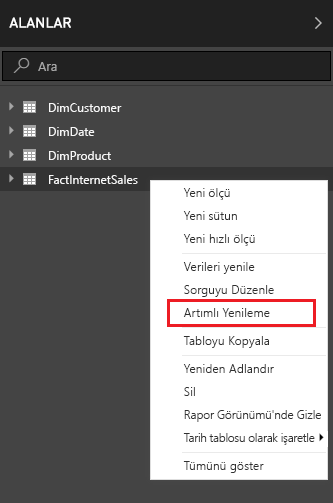 ALANLAR
Ara
DimCustomer
DimDate
DimProduct
FactInternetSales
Yeni ölçü
Yeni sütun
Yeni hızlı ölçü
Verileri yenile
Sorguyu Düzenle
Artımlı Yenileme
Tabloyu Kopyala
Yeniden Adlandır
Sil
Rapor Görünümü'nde Gizle
Tarih tablosu olarak işaretle
Tümünü göster